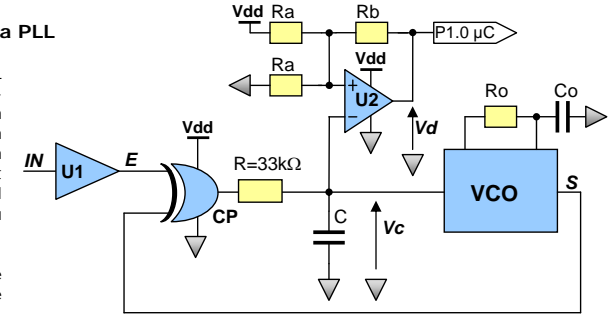 a PLL
Vdd Ra Rb
P1.0 µC
Ra
Vdd
+
U2
−
Vd
Ro
Co
IN
U1
E
Vdd
R=33kΩ
CP
C
Vc
VCO
S